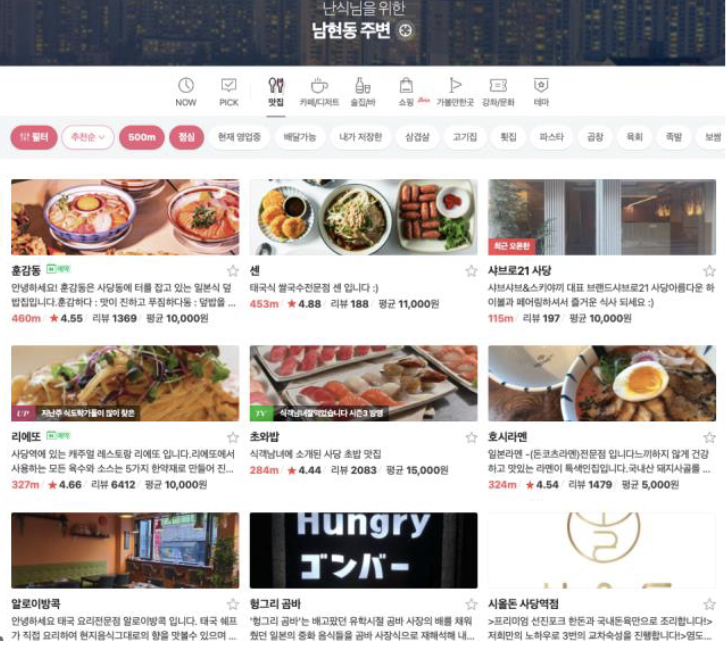 난식님을 위한
남현동 주변
NOW
PICK
맛집
카페/디저트
술집/바
쇼핑
가볼만한곳
강좌/문화
테마
필터
추천순
500m
점심
현재 영업중
배달가능
내가 저장한
삼겹살
고기집
횟집
파스타
곱창
육회
족발
보쌈
훈감동 예약
안녕하세요! 훈감동은 사당동에 터를 잡고 있는 일본식 덮
밥집입니다.훈감하다 : 맛이 진하고 푸짐하다동 : 덮밥을 ...
460m ★ 4.55 리뷰 1369 평균 10,000원
센
태국식 쌀국수전문점 센 입니다 :)
453m ★ 4.88 리뷰 188 평균 11,000원
최근 오픈한
샤브로21 사당
샤브샤브&스키야끼 대표 브랜드샤브로21 사당아름다운 하
이볼과 페어링하셔서 즐거운 식사 되세요 :)
115m 리뷰 197 평균 10,000원
UP 지난주 식도락가들이 많이 찾은
리에또 예약
사당역에 있는 캐주얼 레스토랑 리에또 입니다.리에또에서
사용하는 모든 육수와 소스는 5가지 한약재로 만들어 진...
327m ★ 4.66 리뷰 6412 평균 10,000원
TV 식객남녀잘먹었습니다 시즌3 방영
초와밥
식객남녀에 소개된 사당 초밥 맛집
284m ★ 4.44 리뷰 2083 평균 15,000원
호시라멘
일본라멘 -(돈코츠라멘)전문점 입니다느끼하지 않게 건강
하고 맛있는 라멘이 특색인집입니다.국내산 돼지사골를 ...
324m ★ 4.54 리뷰 1479 평균 5,000원
알로이방콕
안녕하세요 태국 요리전문점 알로이방콕 입니다. 태국 쉐프
가 직접 요리하여 현지음식그대로의 향을 맛볼수 있으며 ...
Hungry
ゴンバー
헝그리 곰바
'헝그리 곰바'는 배고팠던 유학시절 곰바 사장의 배를 채워
줬던 일본의 중화 음식들을 곰바 사장식으로 재해석해 내...
시올돈 사당역점
>프리미엄 선진포크 한돈과 국내돈육만으로 조리합니다!>
저희만의 노하우로 3번의 교차숙성을 진행합니다!>염도...